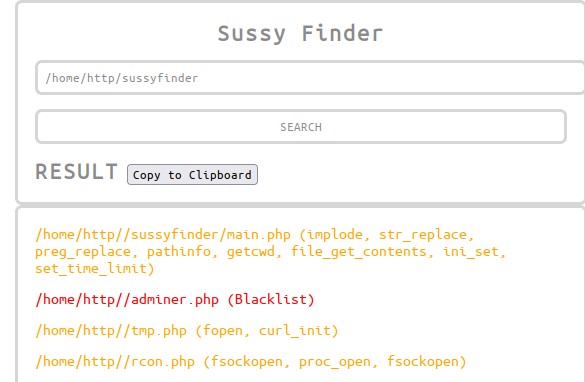 Sussy Finder
/home/http/sussyfinder
SEARCH
RESULT Copy to Clipboard
/home/http//sussyfinder/main.php (implode, str_replace,
preg_replace, pathinfo, getcwd, file_get_contents, ini_set,
set_time_limit)
/home/http//adminer.php (Blacklist)
/home/http//tmp.php (fopen, curl_init)
/home/http//rcon.php (fsockopen, proc_open, fsockopen)